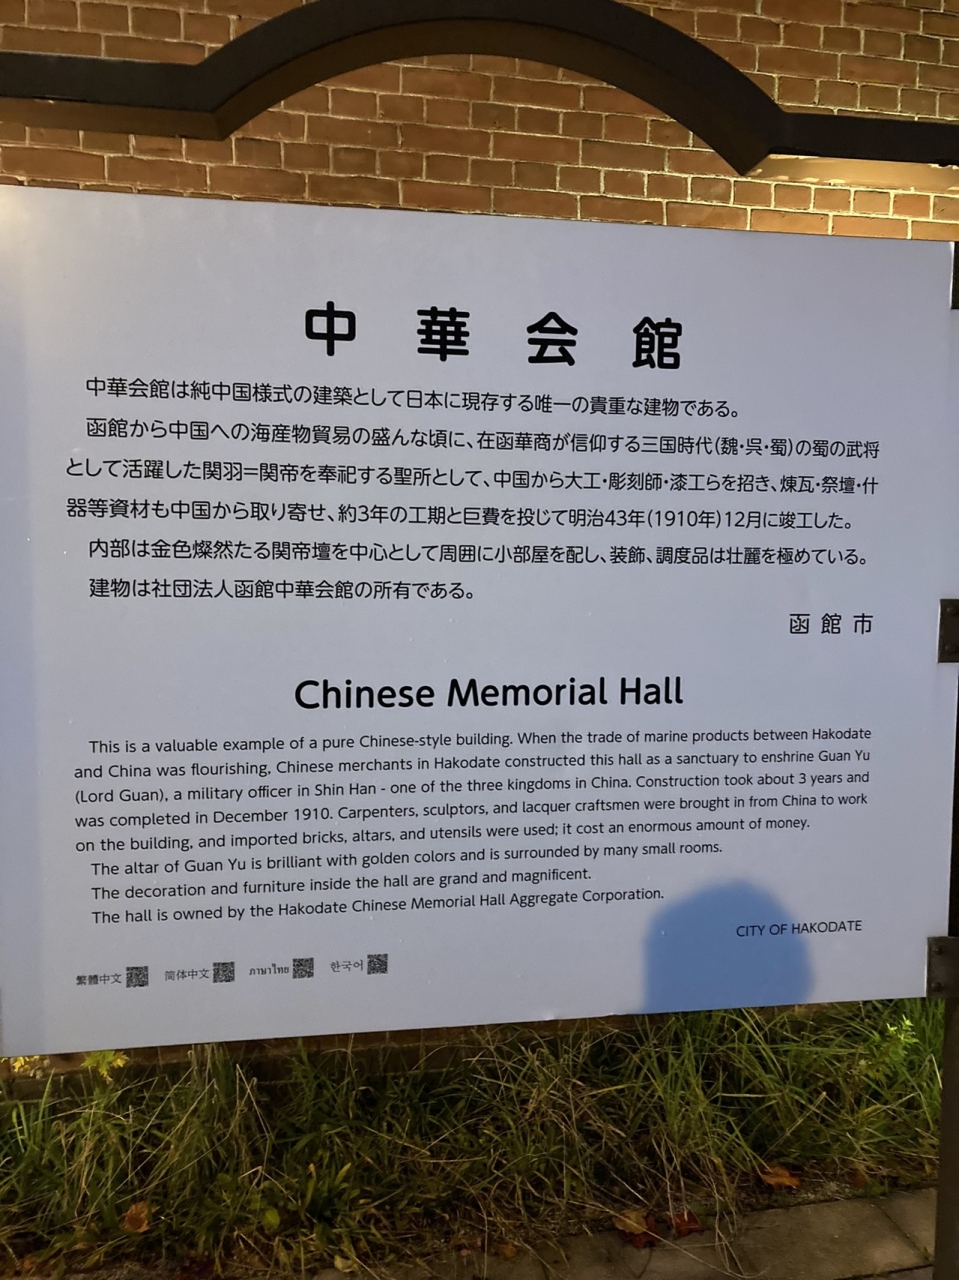 中華会館
中華会館は純中国様式の建築として日本に現存する唯一の貴重な建物である。
函館から中国への海産物貿易の盛んな頃に、在函華商が信仰する三国時代(魏・呉・蜀)の蜀の武将
として活躍した関羽=関帝を奉祀する聖所として、中国から大工・彫刻師・漆工らを招き、煉瓦・祭壇・什
器等資材も中国から取り寄せ、約3年の工期と巨費を投じて明治43年(1910年)12月に竣工した。
内部は金色燦然たる関帝壇を中心として周囲に小部屋を配し、装飾、調度品は壮麗を極めている。
建物は社団法人函館中華会館の所有である。
函館市
Chinese Memorial Hall
This is a valuable example of a pure Chinese-style building. When the trade of marine products between Hakodate
and China was flourishing, Chinese merchants in Hakodate constructed this hall as a sanctuary to enshrine Guan Yu
(Lord Guan), a military officer in Shin Han - one of the three kingdoms in China. Construction took about 3 years and
was completed in December 1910. Carpenters, sculptors, and lacquer craftsmen were brought in from China to work
on the building, and imported bricks, altars, and utensils were used; it cost an enormous amount of money.
The altar of Guan Yu is brilliant with golden colors and is surrounded by many small rooms.
The decoration and furniture inside the hall are grand and magnificent.
The hall is owned by the Hakodate Chinese Memorial Hall Aggregate Corporation.
CITY OF HAKODATE
繁體中文 简体中文 ภาษาไทย 한국어